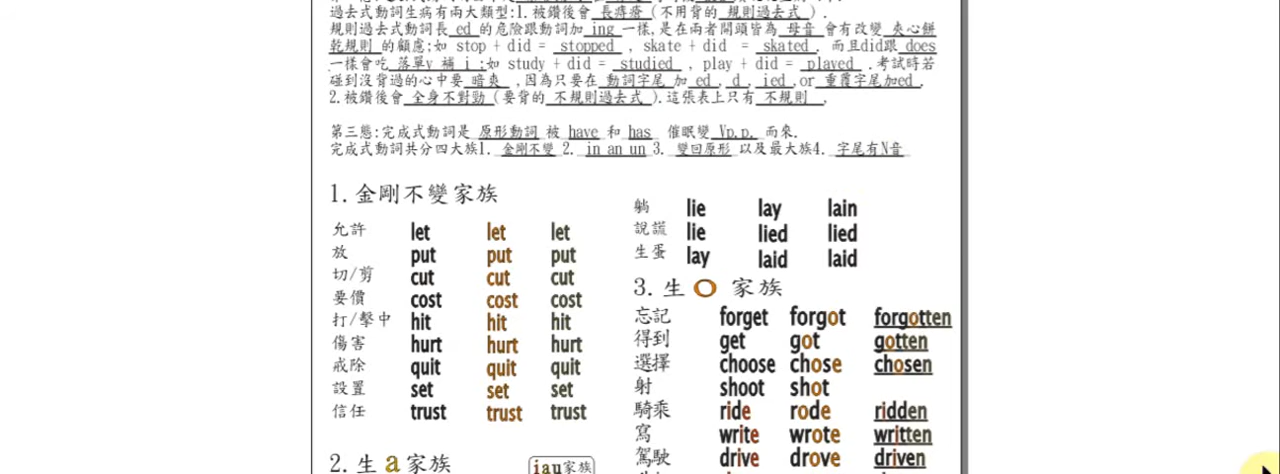 過去式動詞生病有兩大類型:1.被鑽後會 長痔瘡 (不用背的 規則過去式 ).
規則過去式動詞長 ed 的危險跟動詞加 ing 一樣,是在兩者開頭皆為 母音 會有改變 夾心餅
乾規則 的顧慮;如 stop + did = stopped , skate + did = skated . 而且did跟 does
一樣會吃 落單y 補 i ;如 study + did = studied , play + did = played .考試時若
碰到沒背過的心中要 暗爽 ,因為只要在 動詞字尾 加 ed , d , ied ,or 重覆字尾加ed .
2.被鑽後會 全身不對勁 (要背的 不規則過去式 ).這張表上只有 不規則 .
第三態:完成式動詞是 原形動詞 被 have 和 has 催眠變 Vp.p. 而來.
完成式動詞共分四大族1. 金剛不變 2. in an un 3. 變回原形 以及最大族4. 字尾有N音
1.金剛不變家族
允許 let let let
放 put put put
切/剪 cut cut cut
要價 cost cost cost
打/擊中 hit hit hit
傷害 hurt hurt hurt
戒除 quit quit quit
設置 set set set
信任 trust trust trust
2.生a家族
iau家族
躺 lie lay lain
說謊 lie lied lied
生蛋 lay laid laid
3.生 O 家族
忘記 forget forgot forgotten
得到 get got gotten
選擇 choose chose chosen
射 shoot shot
騎乘 ride rode ridden
寫 write wrote written
駕駛 drive drove driven